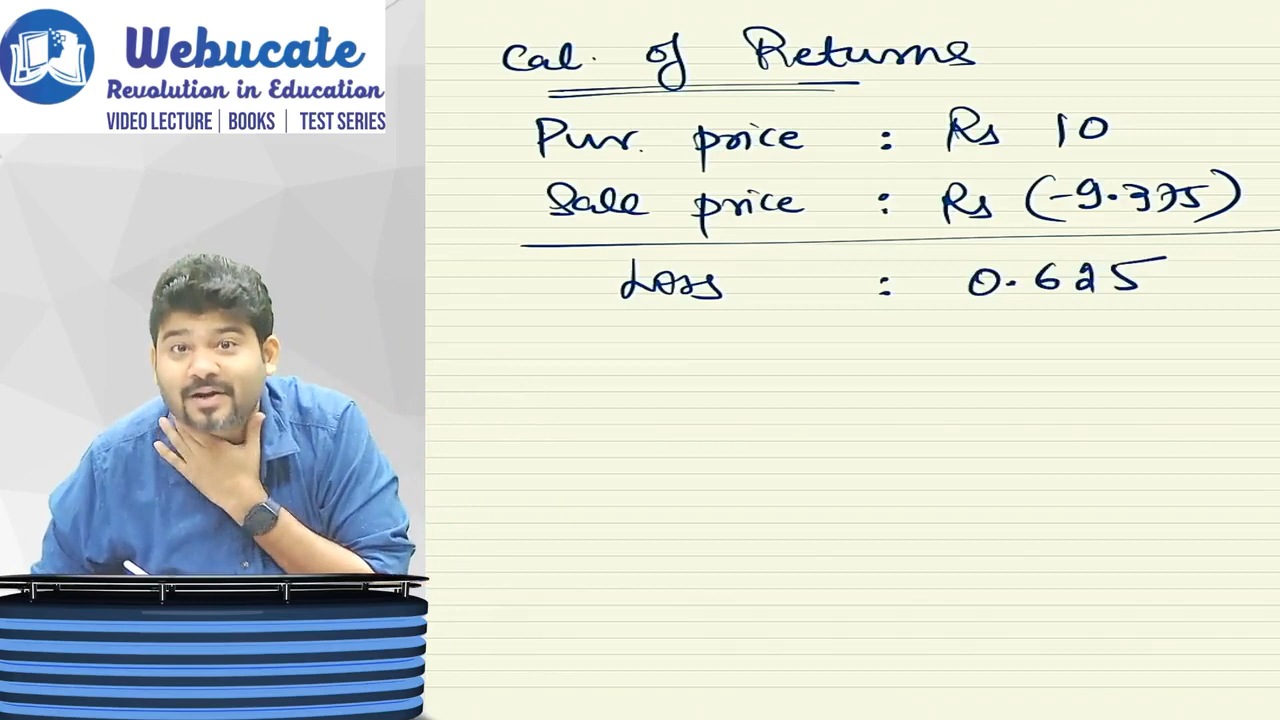 Webucate
Revolution in Education
VIDEO LECTURE | BOOKS | TEST SERIES
Cal. of Returns
Pur. price : Rs 10
Sale price : Rs (-9.375)
Loss : 0.625